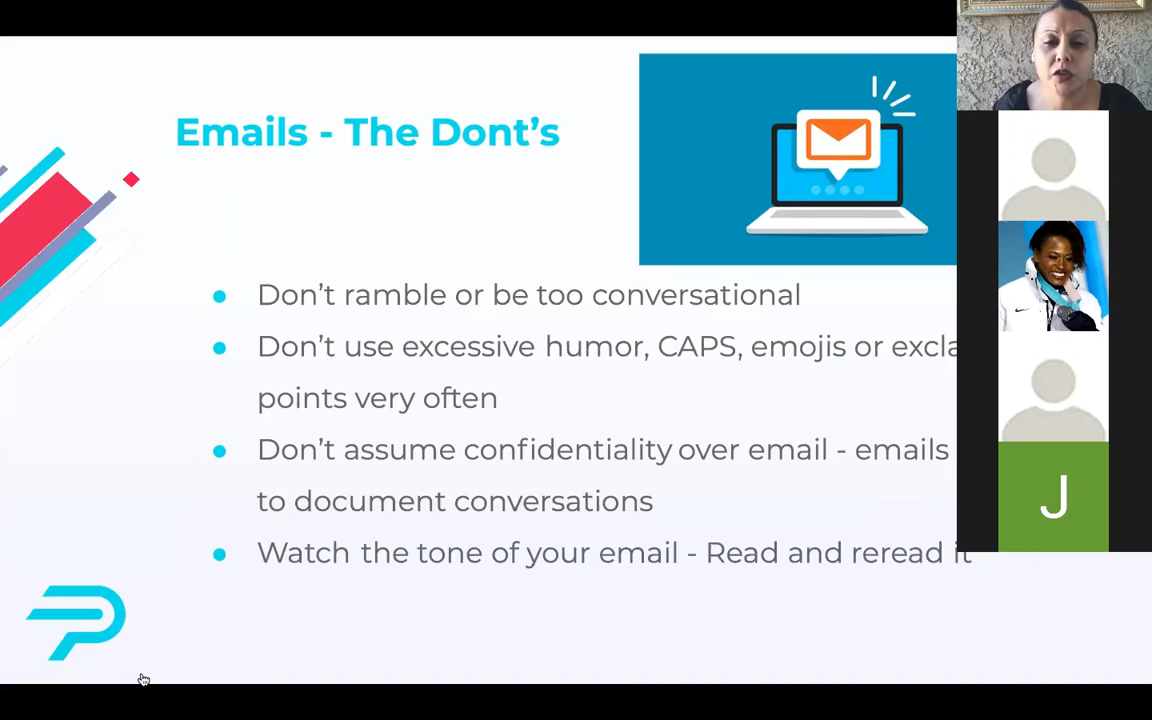 Emails - The Dont's
Don't ramble or be too conversational
Don't use excessive humor, CAPS, emojis or
points very often
Don't assume confidentiality over email - emails
to document conversations
Watch the tone of your email - Read and reread it
J